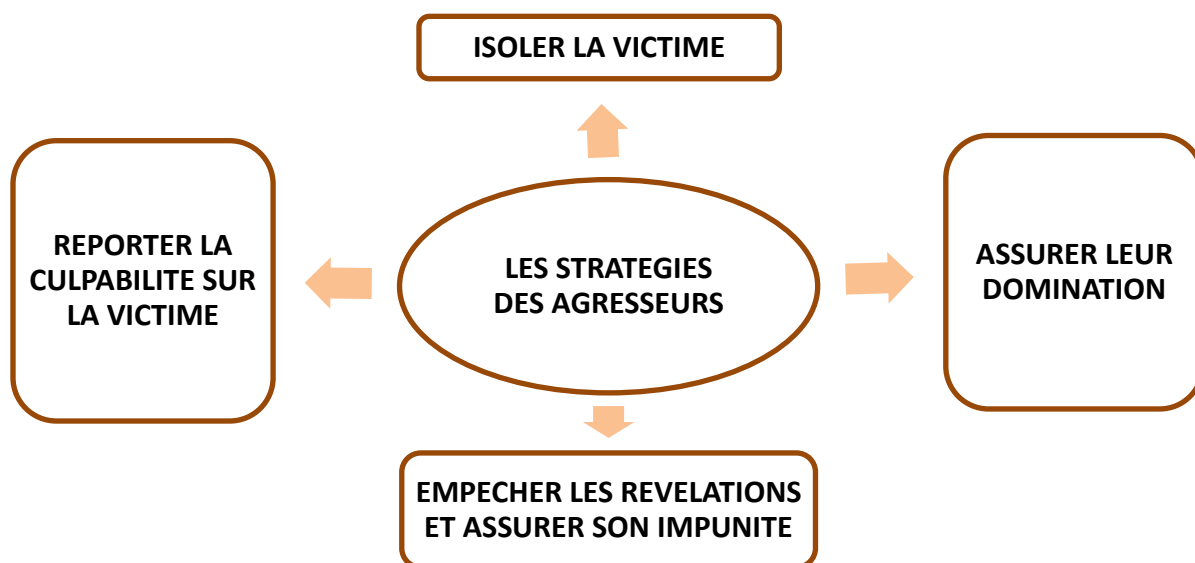 ISOLER LA VICTIME
REPORTER LA
CULPABILITE SUR
LA VICTIME
LES STRATEGIES
DES AGRESSEURS
ASSURER LEUR
DOMINATION
EMPECHER LES REVELATIONS
ET ASSURER SON IMPUNITE